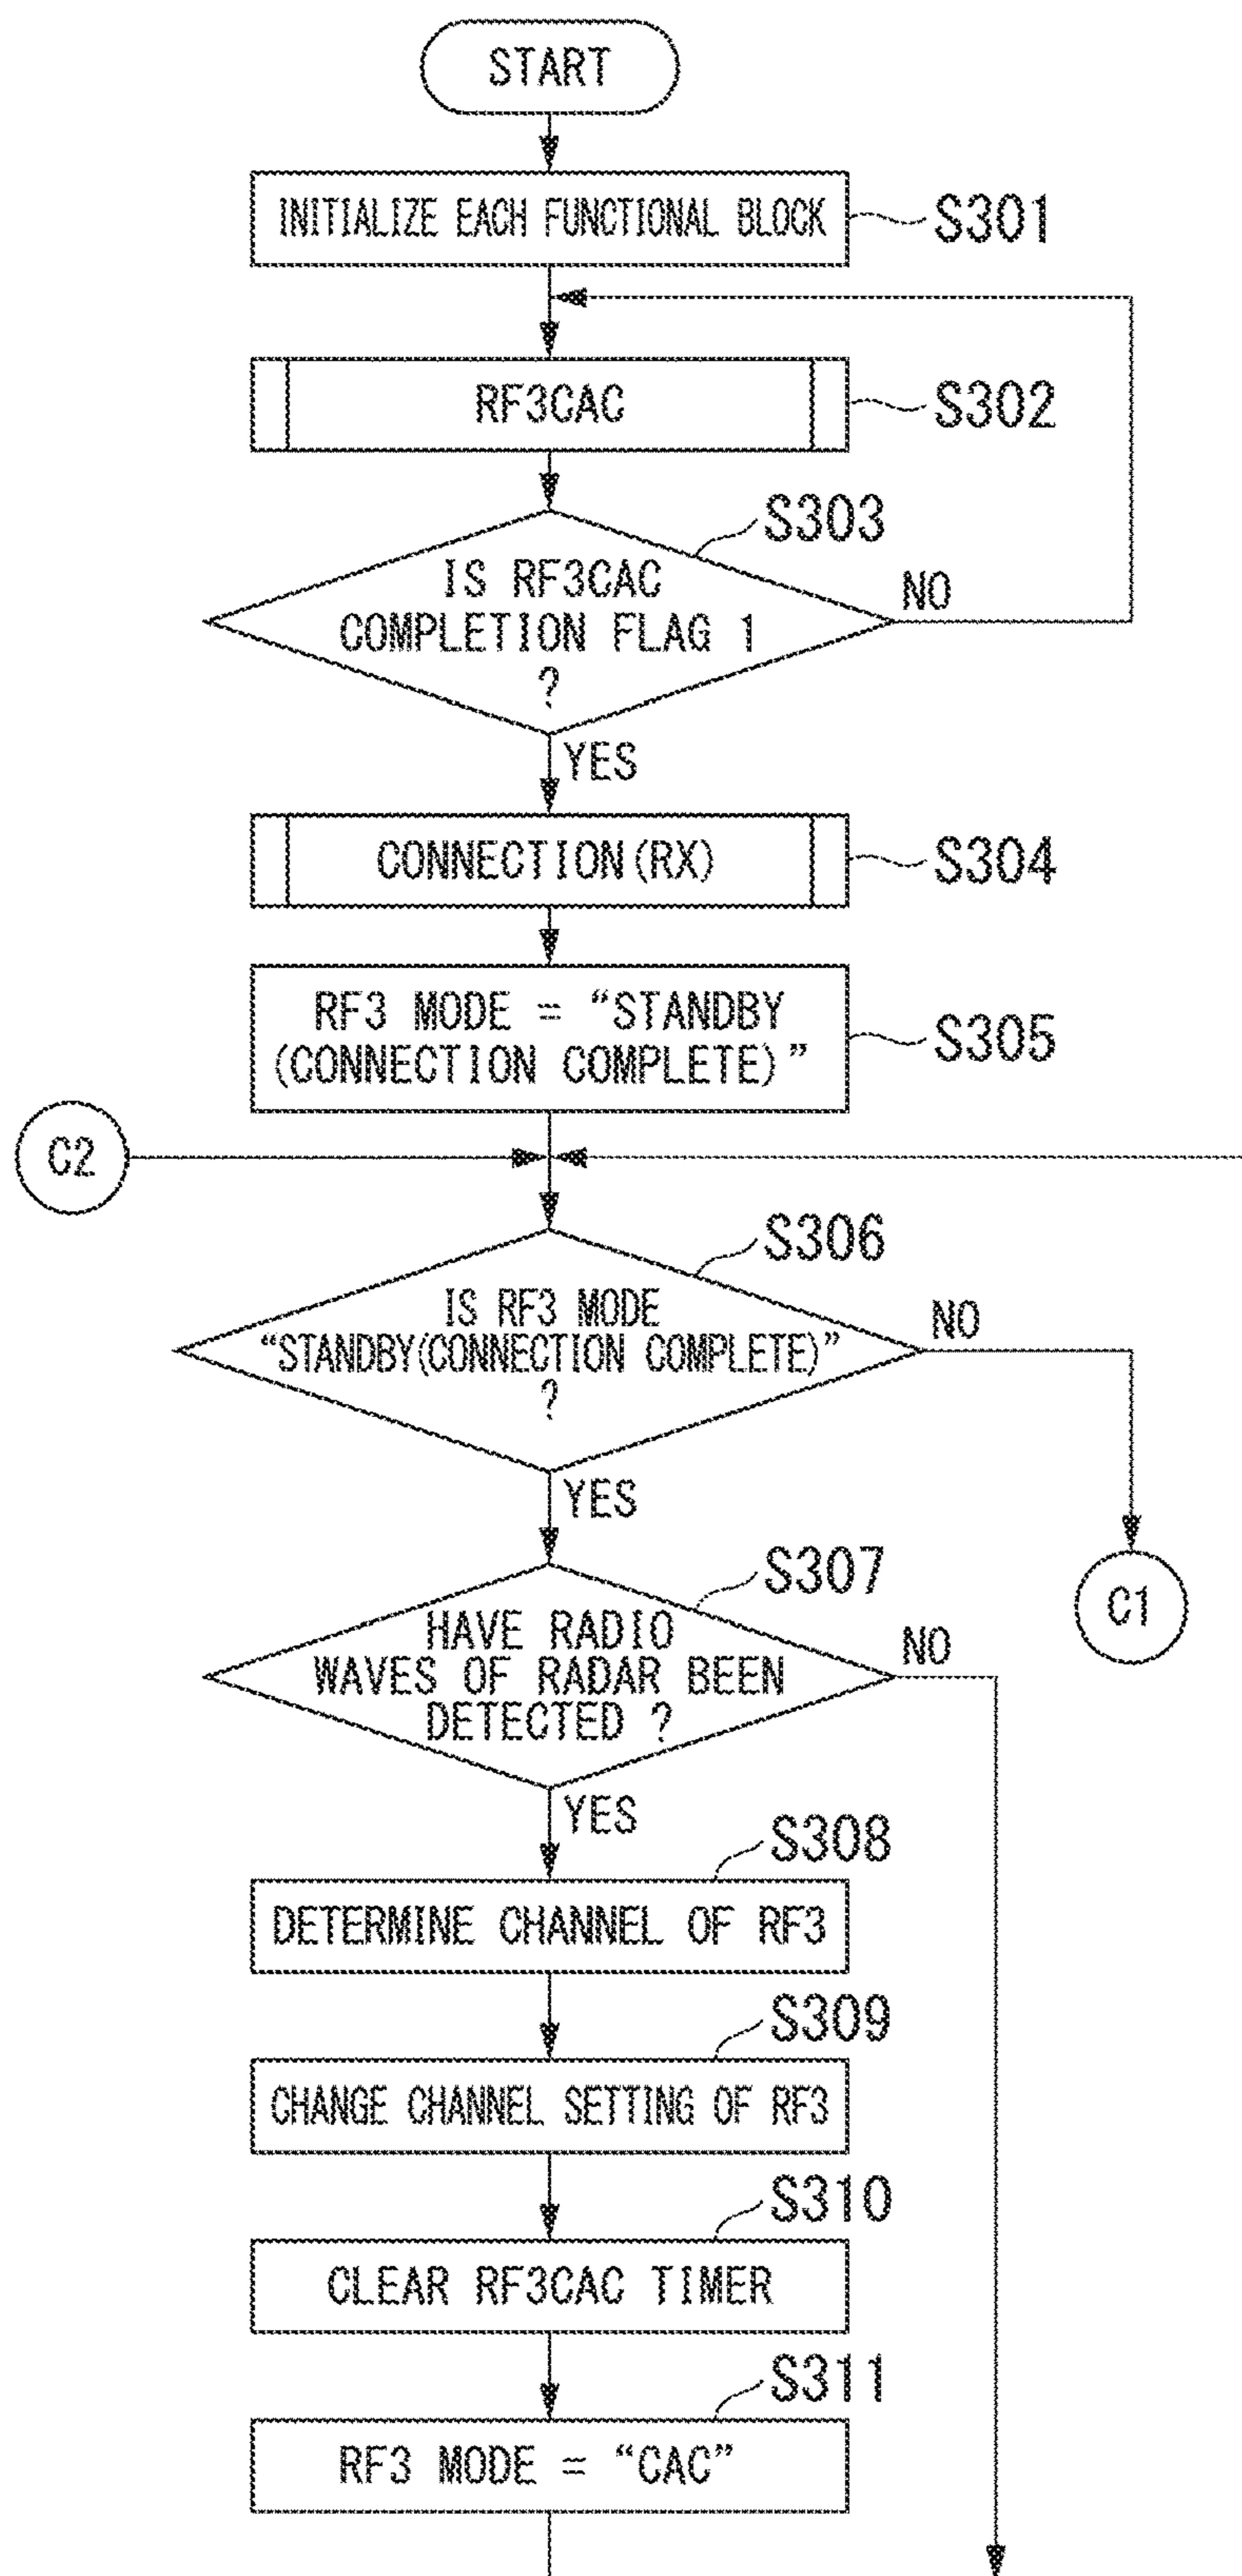 START
INITIALIZE EACH FUNCTIONAL BLOCK
S301
RF3CAC
S302
S303
IS RF3CAC
COMPLETION FLAG 1
?
NO
YES
CONNECTION(RX)
S304
RF3 MODE = “STANDBY
(CONNECTION COMPLETE)”
S305
C2
S306
IS RF3 MODE
“STANDBY(CONNECTION COMPLETE)”
?
NO
YES
C1
S307
HAVE RADIO
WAVES OF RADAR BEEN
DETECTED ?
NO
YES
S308
DETERMINE CHANNEL OF RF3
S309
CHANGE CHANNEL SETTING OF RF3
S310
CLEAR RF3CAC TIMER
S311
RF3 MODE = “CAC”